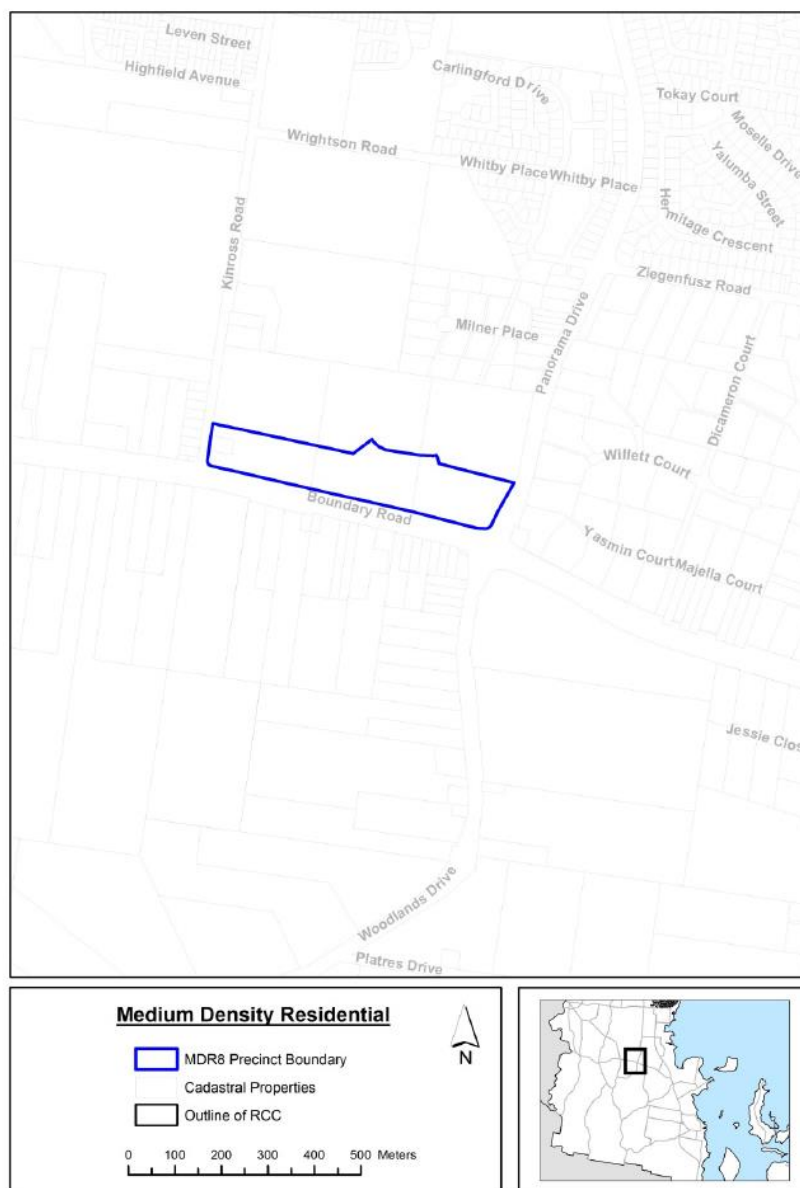 Leven Street
Highfield Avenue
Carlingford Drive
Tokay Court
Moselle Drive
Wrightson Road
Yalumba Street
Whitby Place
Whitby Place
Hermitage Crescent
Kinross Road
Ziegenfusz Road
Milner Place
Panorama Drive
Dicameron Court
Willett Court
Boundary Road
Yasmin Court
Majella Court
Jessie Clos
Woodlands Drive
Platres Drive
Medium Density Residential
MDR8 Precinct Boundary
Cadastral Properties
Outline of RCC
N
0 100 200 300 400 500 Meters